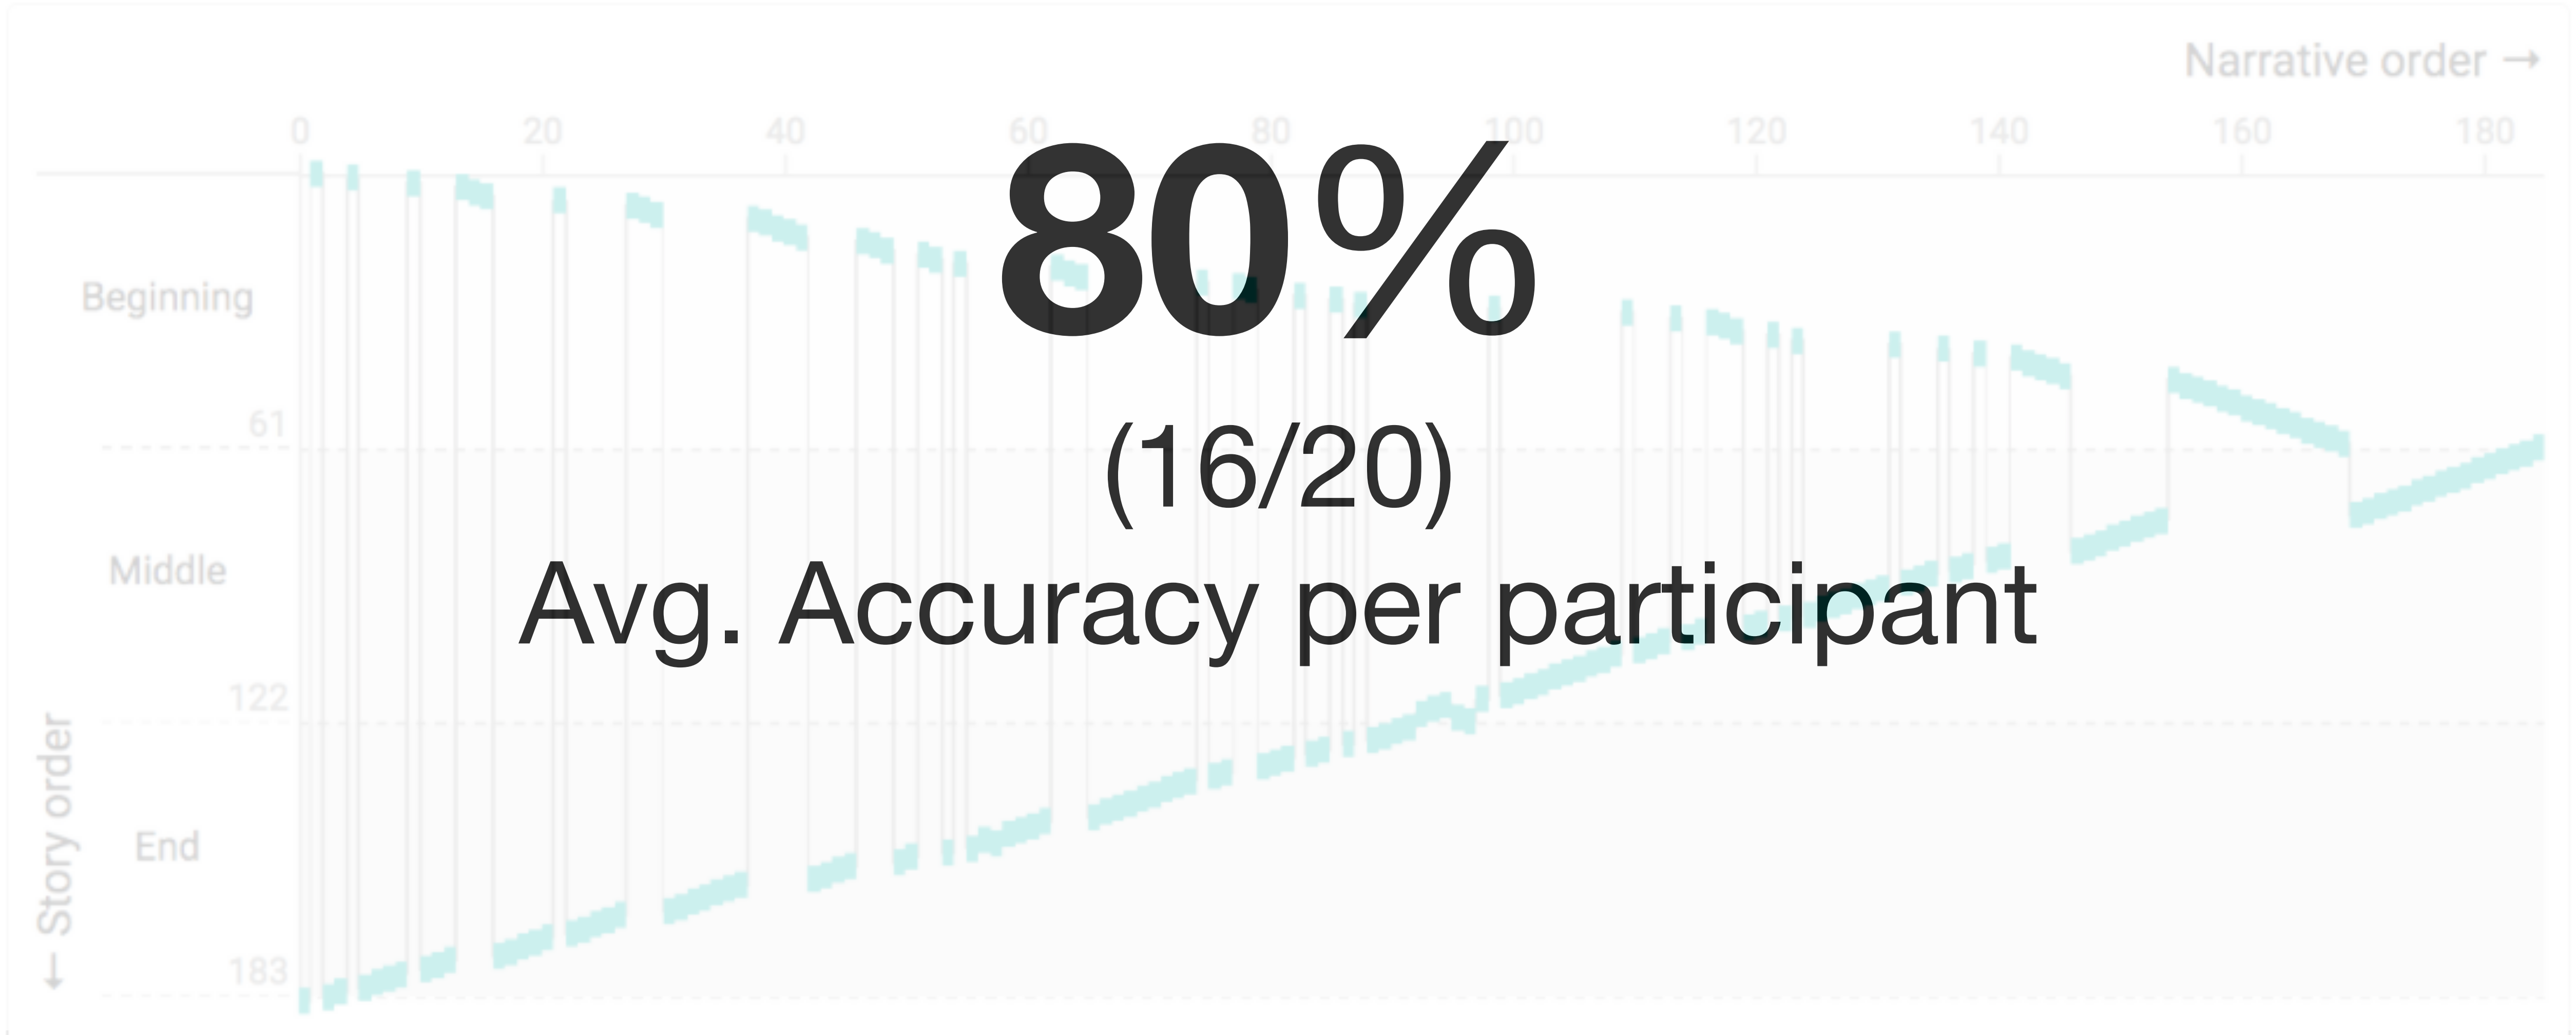 Narrative order →
0 20 40 60 80 100 120 140 160 180
80%
Beginning
61
(16/20)
Middle
Avg. Accuracy per participant
122
End
183
← Story order